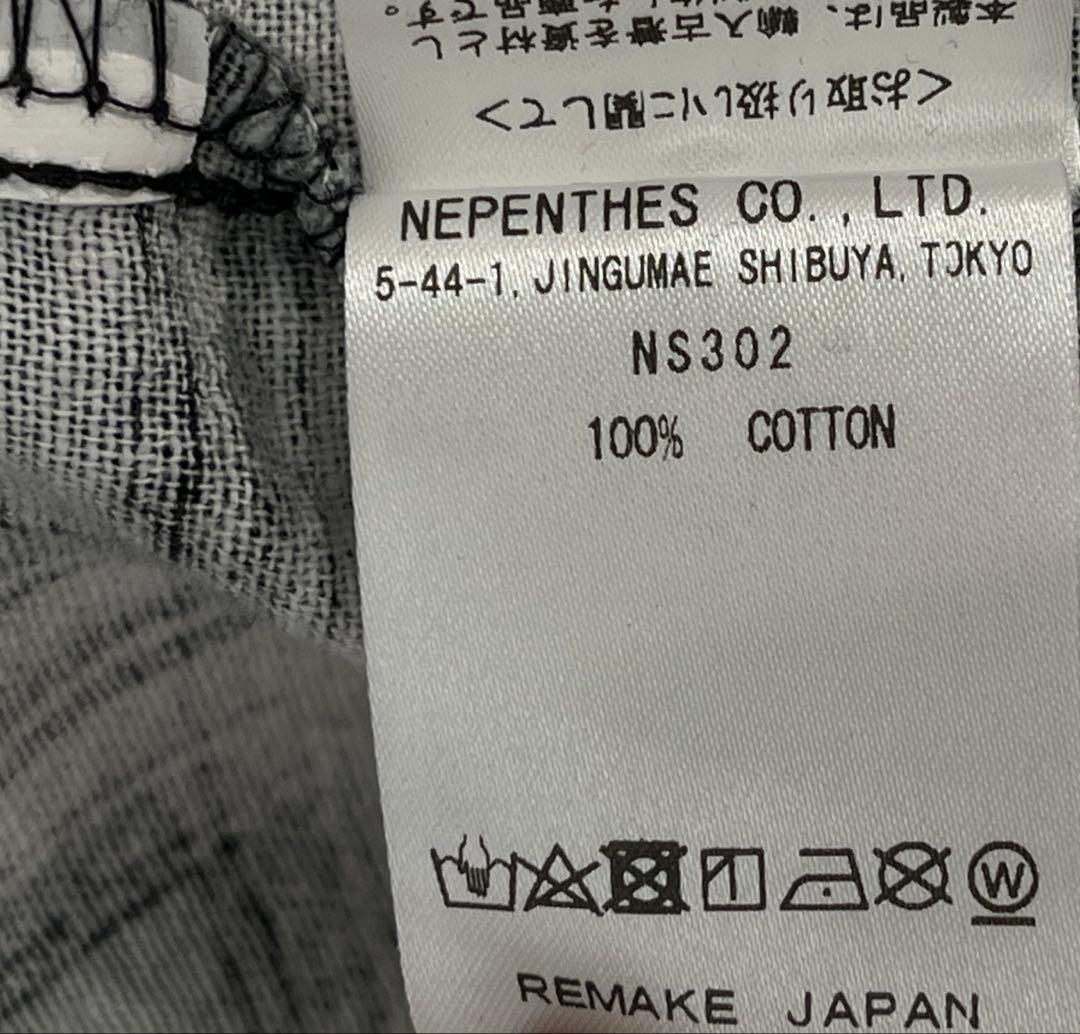 <お取り扱いに関して>
本製品は、輸入古着を資材とし
NEPENTHES CO., LTD.
5-44-1, JINGUMAE SHIBUYA, TOKYO
NS302
100% COTTON
W
REMAKE JAPAN